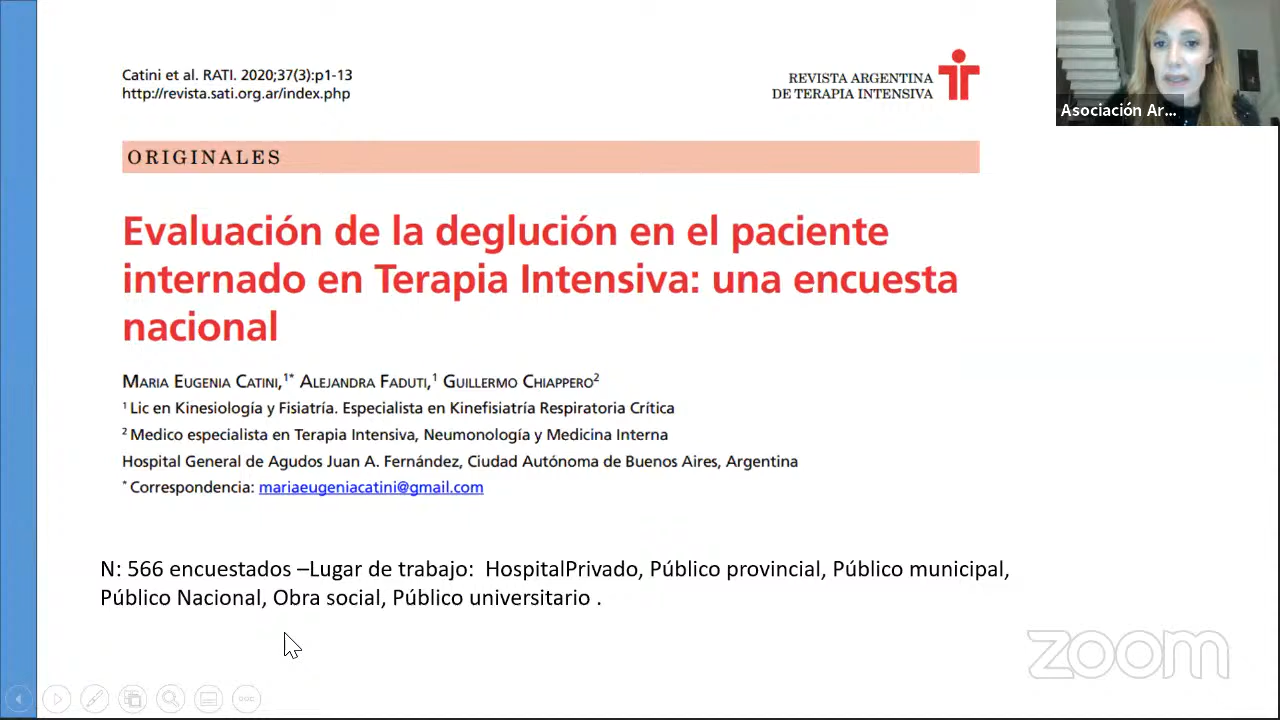 Catini et al. RATI. 2020;37(3):p1-13
http://revista.sati.org.ar/index.php
REVISTA ARGENTINA
DE TERAPIA INTENSIVA
Asociación Ar...
ORIGINALES
Evaluación de la deglución en el paciente
internado en Terapia Intensiva: una encuesta
nacional
MARIA EUGENIA CATINI,1* ALEJANDRA FADUTI,1 GUILLERMO CHIAPPERO2
1 Lic en Kinesiología y Fisiatría. Especialista en Kinefisiatría Respiratoria Crítica
2 Medico especialista en Terapia Intensiva, Neumonología y Medicina Interna
Hospital General de Agudos Juan A. Fernández, Ciudad Autónoma de Buenos Aires, Argentina
* Correspondencia: mariaeugeniacatini@gmail.com
N: 566 encuestados –Lugar de trabajo: HospitalPrivado, Público provincial, Público municipal,
Público Nacional, Obra social, Público universitario .
zoom